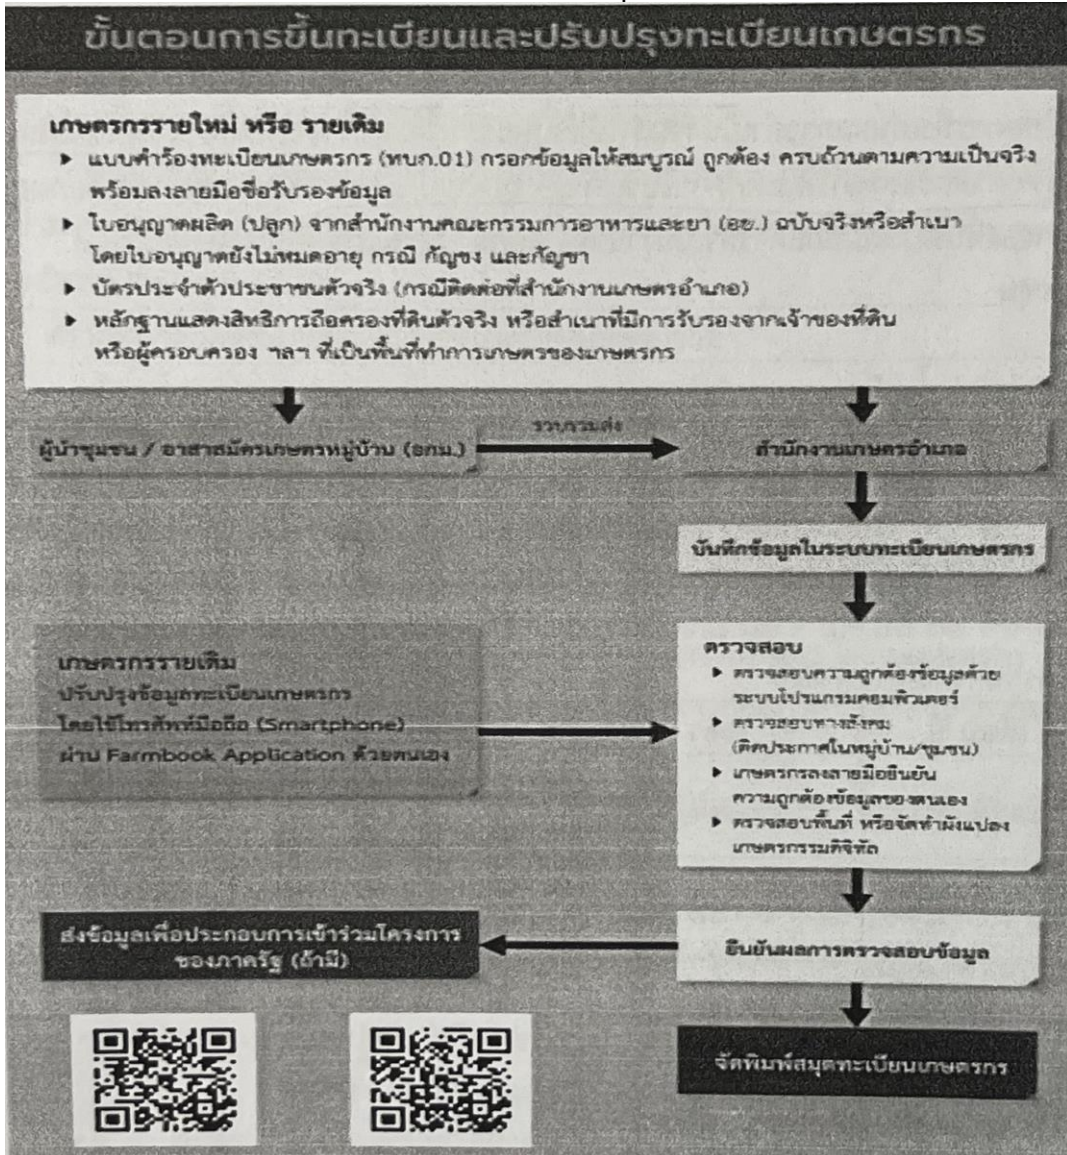 ขั้นตอนการขึ้นทะเบียนและปรับปรุงทะเบียนเกษตรกร
เกษตรกรรายใหม่ หรือ รายเดิม
▸ แบบคำร้องทะเบียนเกษตรกร (ทบก.01) กรอกข้อมูลให้สมบูรณ์ ถูกต้อง ครบถ้วนตามความเป็นจริง
พร้อมลงลายมือชื่อรับรองข้อมูล
▸ ใบอนุญาตผลิต (ปลูก) จากสำนักงานคณะกรรมการอาหารและยา (อย.) ฉบับจริงหรือสำเนา
โดยใบอนุญาตยังไม่หมดอายุ กรณี กัญชง และกัญชา
▸ บัตรประจำตัวประชาชนตัวจริง (กรณีติดต่อที่สำนักงานเกษตรอำเภอ)
▸ หลักฐานแสดงสิทธิการถือครองที่ดินตัวจริง หรือสำเนาที่มีการรับรองจากเจ้าของที่ดิน
หรือผู้ครอบครอง ฯลฯ ที่เป็นพื้นที่ทำการเกษตรของเกษตรกร
ผู้นำชุมชน / อาสาสมัครเกษตรหมู่บ้าน (อกม.)
รวบรวมส่ง
สำนักงานเกษตรอำเภอ
บันทึกข้อมูลในระบบทะเบียนเกษตรกร
เกษตรกรรายเดิม
ปรับปรุงข้อมูลทะเบียนเกษตรกร
โดยใช้โทรศัพท์มือถือ (Smartphone)
ผ่าน Farmbook Application ด้วยตนเอง
ตรวจสอบ
▸ ตรวจสอบความถูกต้องข้อมูลด้วย
ระบบโปรแกรมคอมพิวเตอร์
▸ ตรวจสอบทางสังคม
(ติดประกาศในหมู่บ้าน/ชุมชน)
▸ เกษตรกรลงลายมือยืนยัน
ความถูกต้องข้อมูลของตนเอง
▸ ตรวจสอบพื้นที่ หรือจัดทำผังแปลง
เกษตรกรรมดิจิทัล
ส่งข้อมูลเพื่อประกอบการเข้าร่วมโครงการ
ของภาครัฐ (ถ้ามี)
ยืนยันผลการตรวจสอบข้อมูล
จัดพิมพ์สมุดทะเบียนเกษตรกร